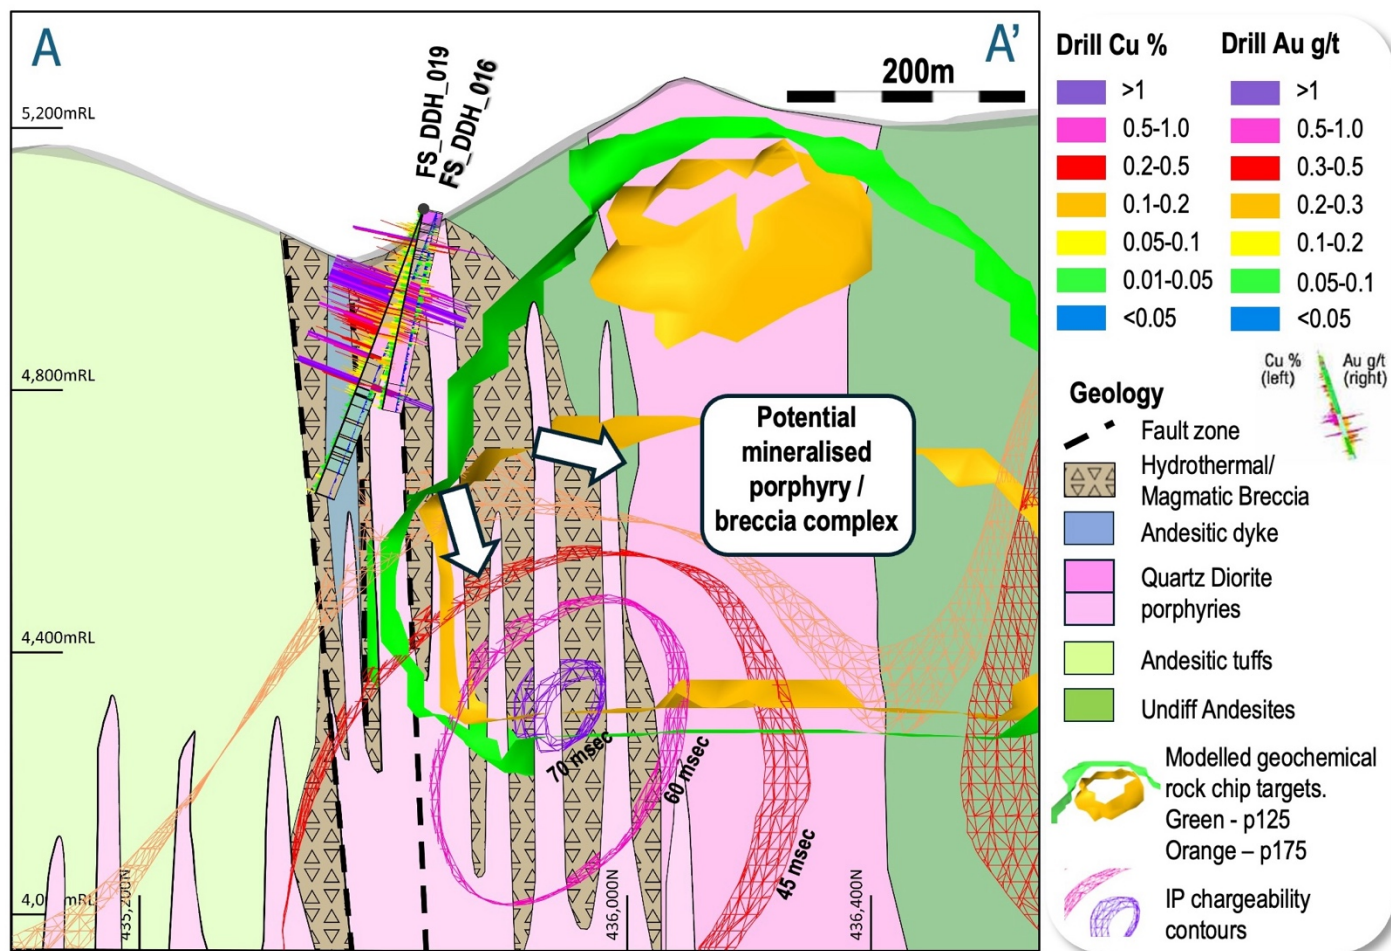 A
A'
FS_DDH_019
FS_DDH_016
200m
5,200mRL
4,800mRL
4,400mRL
Potential
mineralised
porphyry /
breccia complex
70 msec
60 msec
45 msec
435,200N
436,000N
436,400N
Drill Cu %
>1
0.5-1.0
0.2-0.5
0.1-0.2
0.05-0.1
0.01-0.05
<0.05
Drill Au g/t
>1
0.5-1.0
0.3-0.5
0.2-0.3
0.1-0.2
0.05-0.1
<0.05
Cu %
(left)
Au g/t
(right)
Geology
Fault zone
Hydrothermal/
Magmatic Breccia
Andesitic dyke
Quartz Diorite
porphyries
Andesitic tuffs
Undiff Andesites
Modelled geochemical
rock chip targets.
Green - p125
Orange – p175
IP chargeability
contours